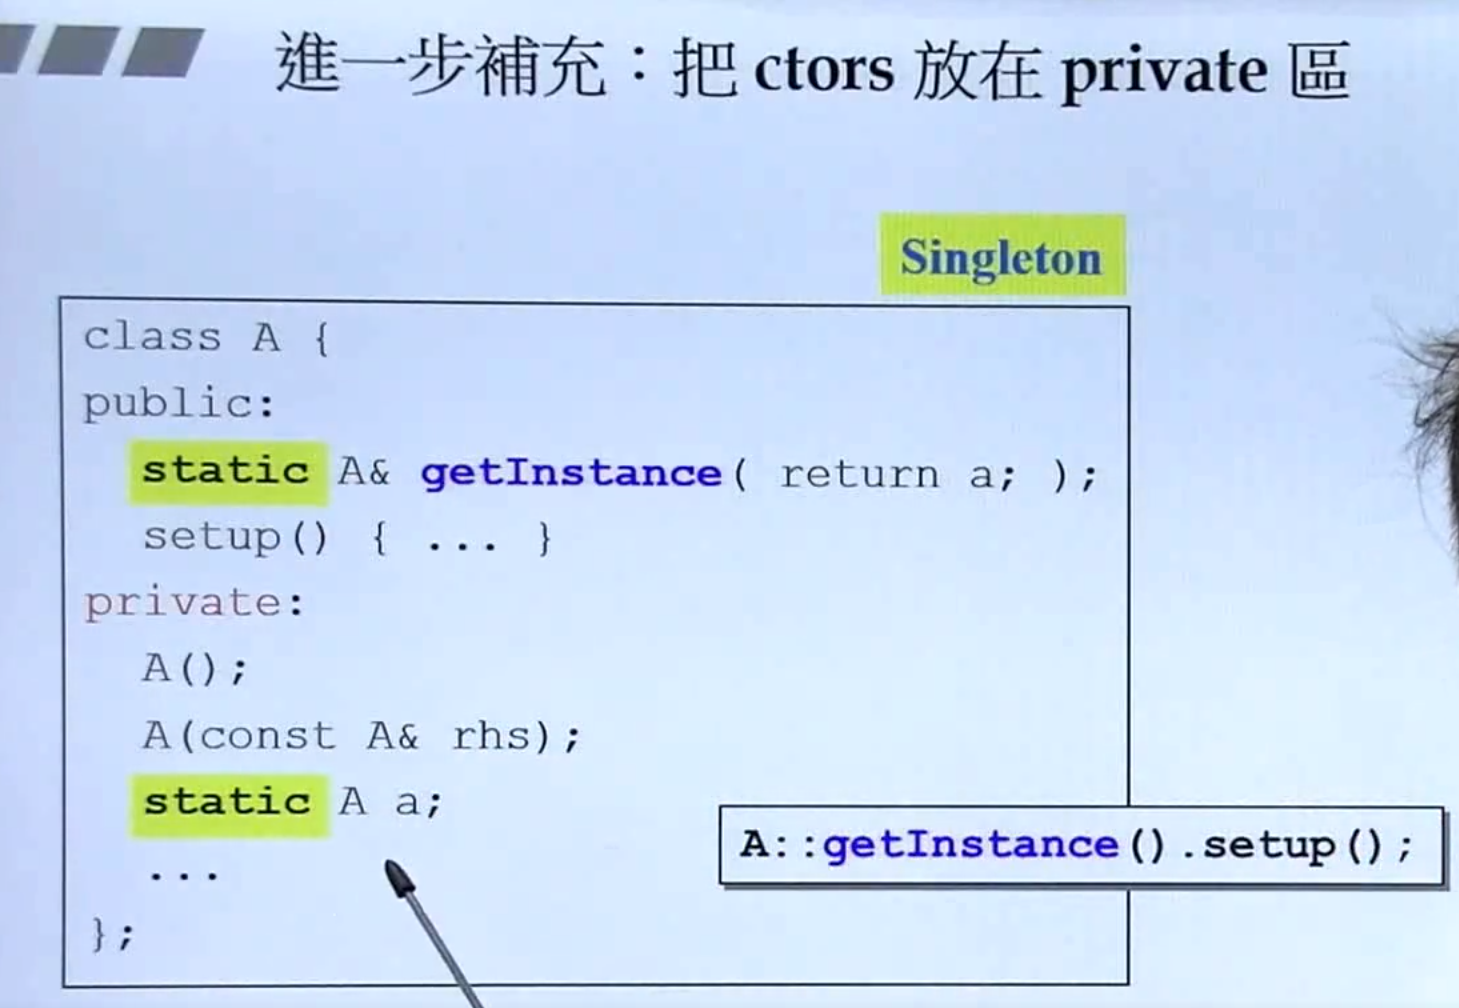 進一步補充：把 ctors 放在 private 區
Singleton
class A {
public:
static A& getInstance( return a; );
setup() { ... }
private:
A();
A(const A& rhs);
static A a;
...
};
A::getInstance().setup();